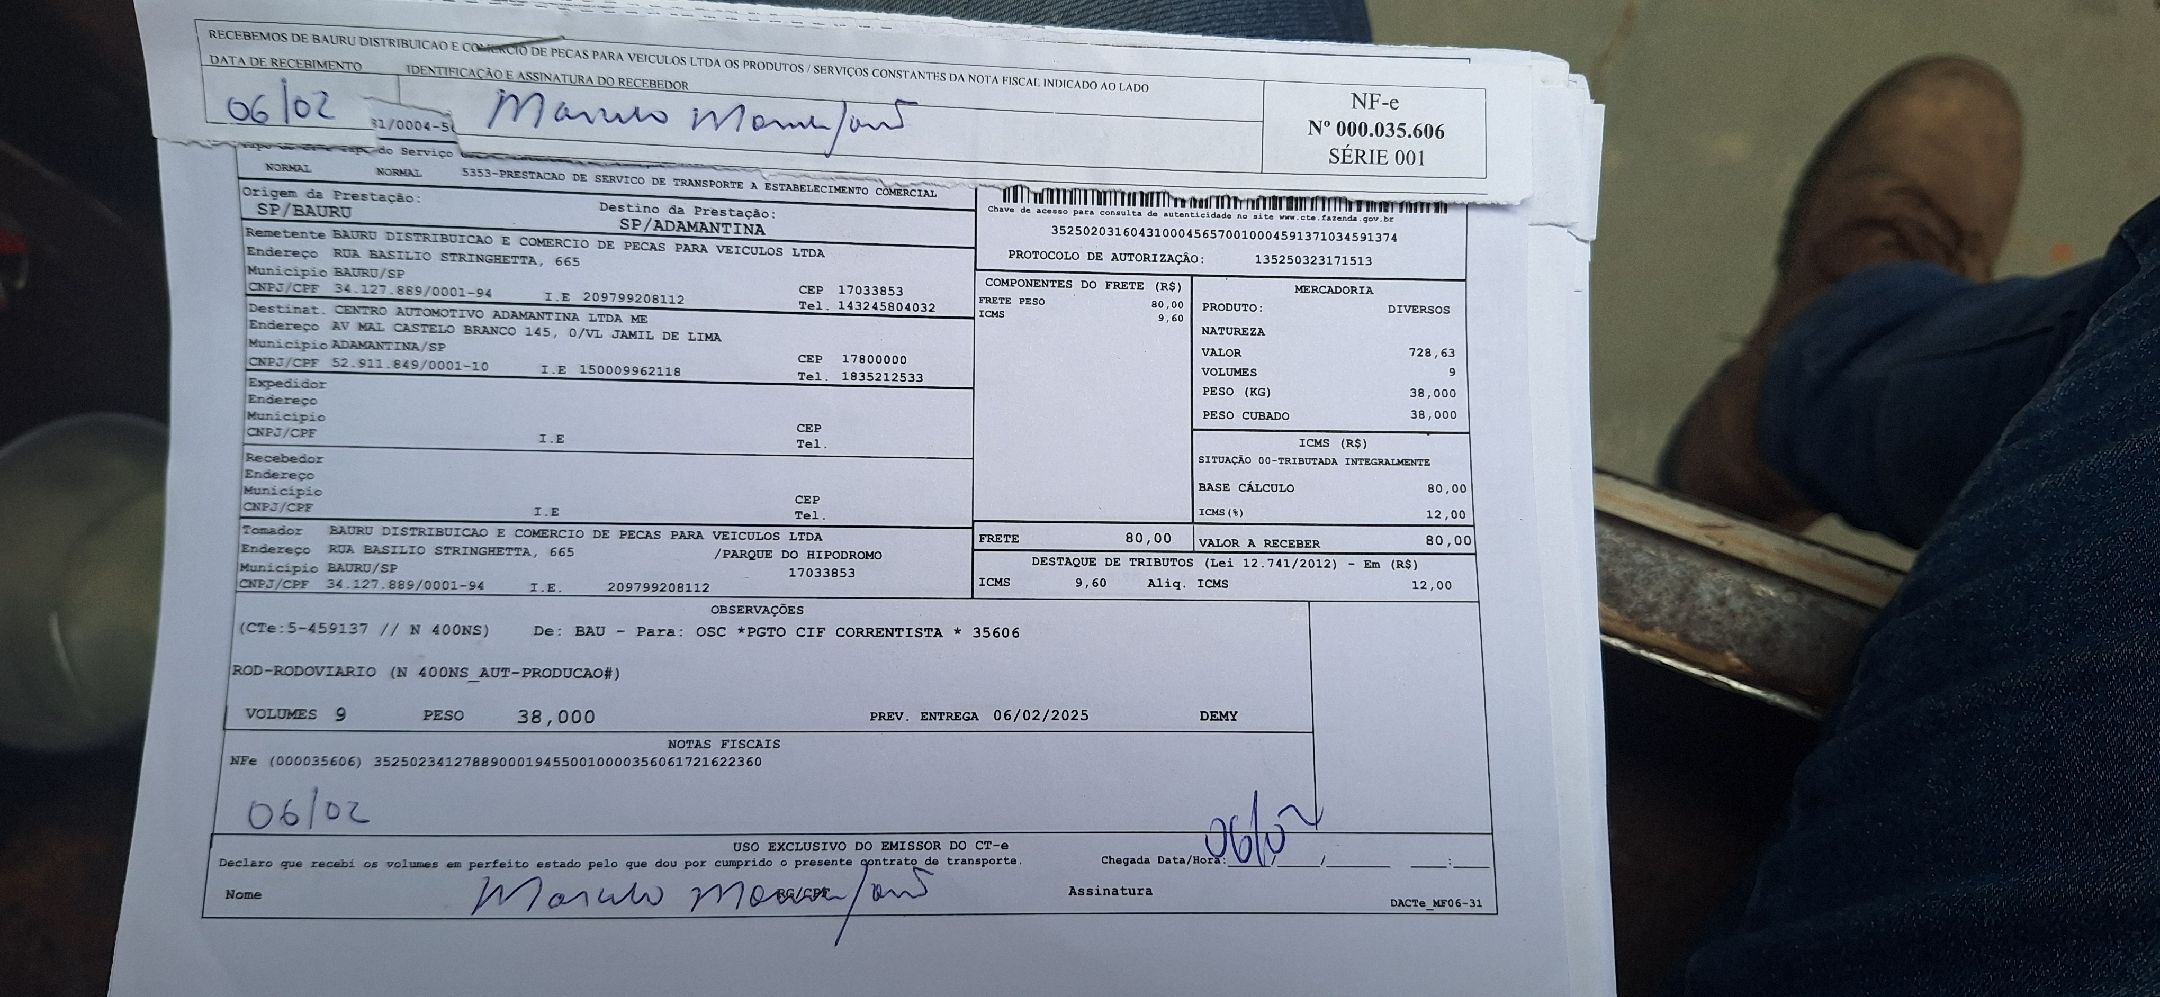 RECEBEMOS DE BAURU DISTRIBUICAO E COMERCIO DE PECAS PARA VEICULOS LTDA OS PRODUTOS / SERVIÇOS CONSTANTES DA NOTA FISCAL INDICADO AO LADO
DATA DE RECEBIMENTO IDENTIFICAÇÃO E ASSINATURA DO RECEBEDOR
06/02
NF-e
Nº 000.035.606
SÉRIE 001
31/0004-5
do Serviço
NORMAL NORMAL 5353-PRESTACAO DE SERVICO DE TRANSPORTE A ESTABELECIMENTO COMERCIAL
Origem da Prestação: Destino da Prestação:
SP/BAURU SP/ADAMANTINA
Remetente BAURU DISTRIBUICAO E COMERCIO DE PECAS PARA VEICULOS LTDA
Endereço RUA BASILIO STRINGHETTA, 665
Municipio BAURU/SP CEP 17033853
CNPJ/CPF 34.127.889/0001-94 I.E 209799208112 Tel. 143245804032
Destinat. CENTRO AUTOMOTIVO ADAMANTINA LTDA ME
Endereço AV MAL CASTELO BRANCO 145, 0/VL JAMIL DE LIMA
Municipio ADAMANTINA/SP CEP 17800000
CNPJ/CPF 52.911.849/0001-10 I.E 150009962118 Tel. 1835212533
Expedidor
Endereço
Municipio CEP
CNPJ/CPF I.E Tel.
Recebedor
Endereço
Municipio CEP
CNPJ/CPF I.E Tel.
Tomador BAURU DISTRIBUICAO E COMERCIO DE PECAS PARA VEICULOS LTDA
Endereço RUA BASILIO STRINGHETTA, 665 /PARQUE DO HIPODROMO
Municipio BAURU/SP 17033853
CNPJ/CPF 34.127.889/0001-94 I.E. 209799208112
Chave de acesso para consulta de autenticidade no site www.cte.fazenda.gov.br
35250203160431000456570010004591371034591374
PROTOCOLO DE AUTORIZAÇÃO: 135250323171513
COMPONENTES DO FRETE (R$)
FRETE PESO 80,00
ICMS 9,60
MERCADORIA
PRODUTO: DIVERSOS
NATUREZA
VALOR 728,63
VOLUMES 9
PESO (KG) 38,000
PESO CUBADO 38,000
ICMS (R$)
SITUAÇÃO 00-TRIBUTADA INTEGRALMENTE
BASE CÁLCULO 80,00
ICMS(%) 12,00
FRETE 80,00 VALOR A RECEBER 80,00
DESTAQUE DE TRIBUTOS (Lei 12.741/2012) - Em (R$)
ICMS 9,60 Aliq. ICMS 12,00
OBSERVAÇÕES
(CTe:5-459137 // N 400NS) De: BAU - Para: OSC *PGTO CIF CORRENTISTA * 35606
ROD-RODOVIARIO (N 400NS_AUT-PRODUCAO#)
VOLUMES 9 PESO 38,000 PREV. ENTREGA 06/02/2025 DEMY
NOTAS FISCAIS
NFe (000035606) 35250234127889000194550010000356061721622360
06/02
USO EXCLUSIVO DO EMISSOR DO CT-e
Declaro que recebi os volumes em perfeito estado pelo que dou por cumprido o presente contrato de transporte. Chegada Data/Hora: 06/02 __/____/______ ____:____
Nome RG/CPF Assinatura
DACTe_MF06-31